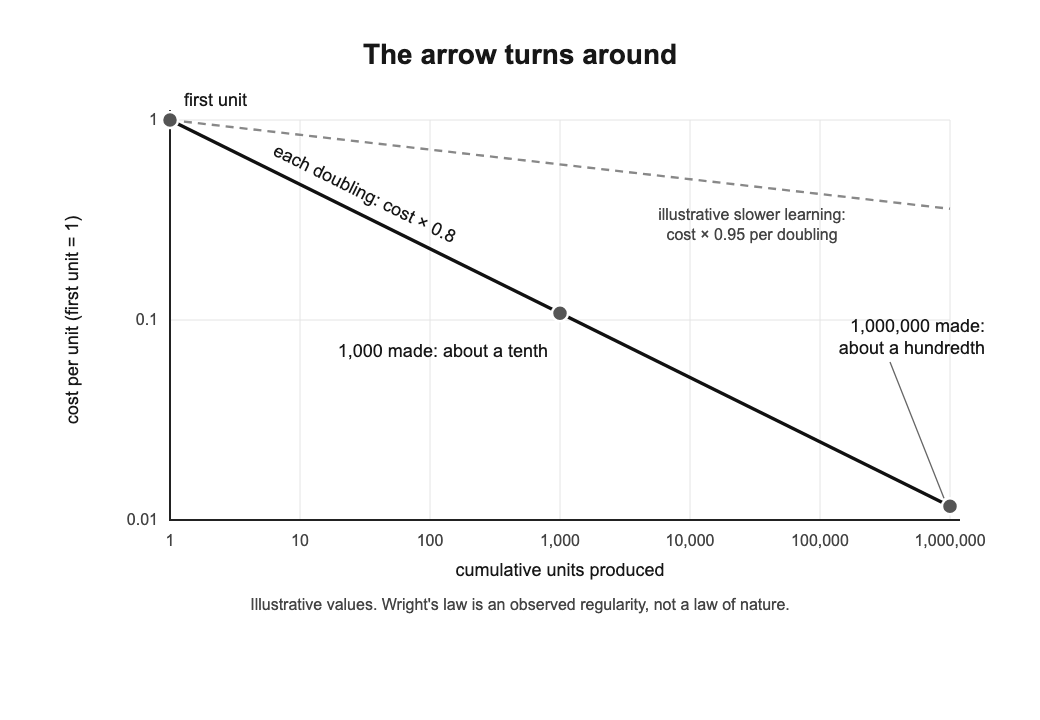 The arrow turns around
first unit
1
each doubling: cost × 0.8
illustrative slower learning:
cost × 0.95 per doubling
cost per unit (first unit = 1)
0.1
1,000,000 made:
about a hundredth
1,000 made: about a tenth
0.01
1
10
100
1,000
10,000
100,000
1,000,000
cumulative units produced
Illustrative values. Wright's law is an observed regularity, not a law of nature.